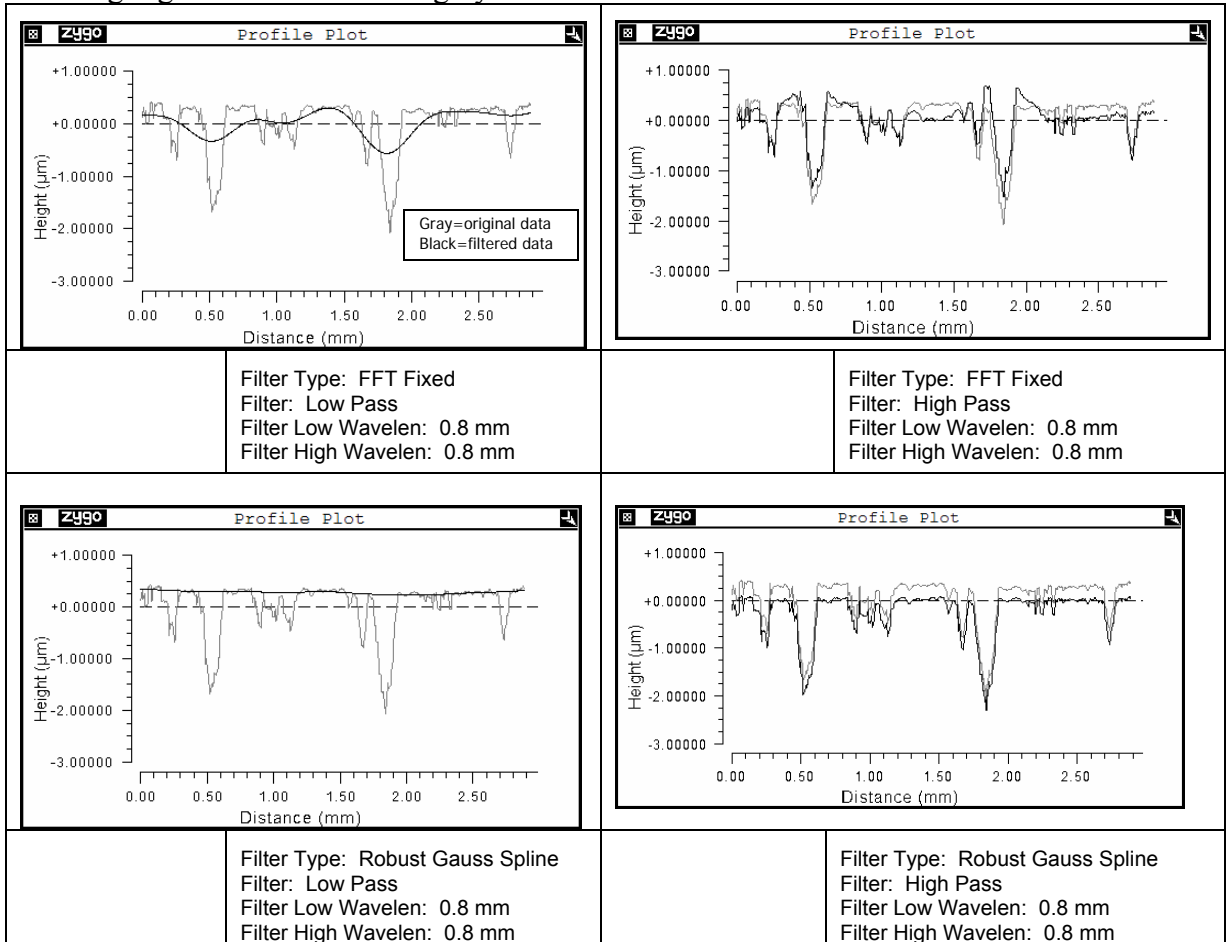 zygo Profile Plot
+1.00000
+0.00000
-1.00000
-2.00000
-3.00000
Height (µm)
Gray=original data
Black=filtered data
0.00 0.50 1.00 1.50 2.00 2.50
Distance (mm)
zygo Profile Plot
+1.00000
+0.00000
-1.00000
-2.00000
-3.00000
Height (µm)
0.00 0.50 1.00 1.50 2.00 2.50
Distance (mm)
Filter Type: FFT Fixed
Filter: Low Pass
Filter Low Wavelen: 0.8 mm
Filter High Wavelen: 0.8 mm
Filter Type: FFT Fixed
Filter: High Pass
Filter Low Wavelen: 0.8 mm
Filter High Wavelen: 0.8 mm
zygo Profile Plot
+1.00000
+0.00000
-1.00000
-2.00000
-3.00000
Height (µm)
0.00 0.50 1.00 1.50 2.00 2.50
Distance (mm)
zygo Profile Plot
+1.00000
+0.00000
-1.00000
-2.00000
-3.00000
Height (µm)
0.00 0.50 1.00 1.50 2.00 2.50
Distance (mm)
Filter Type: Robust Gauss Spline
Filter: Low Pass
Filter Low Wavelen: 0.8 mm
Filter High Wavelen: 0.8 mm
Filter Type: Robust Gauss Spline
Filter: High Pass
Filter Low Wavelen: 0.8 mm
Filter High Wavelen: 0.8 mm